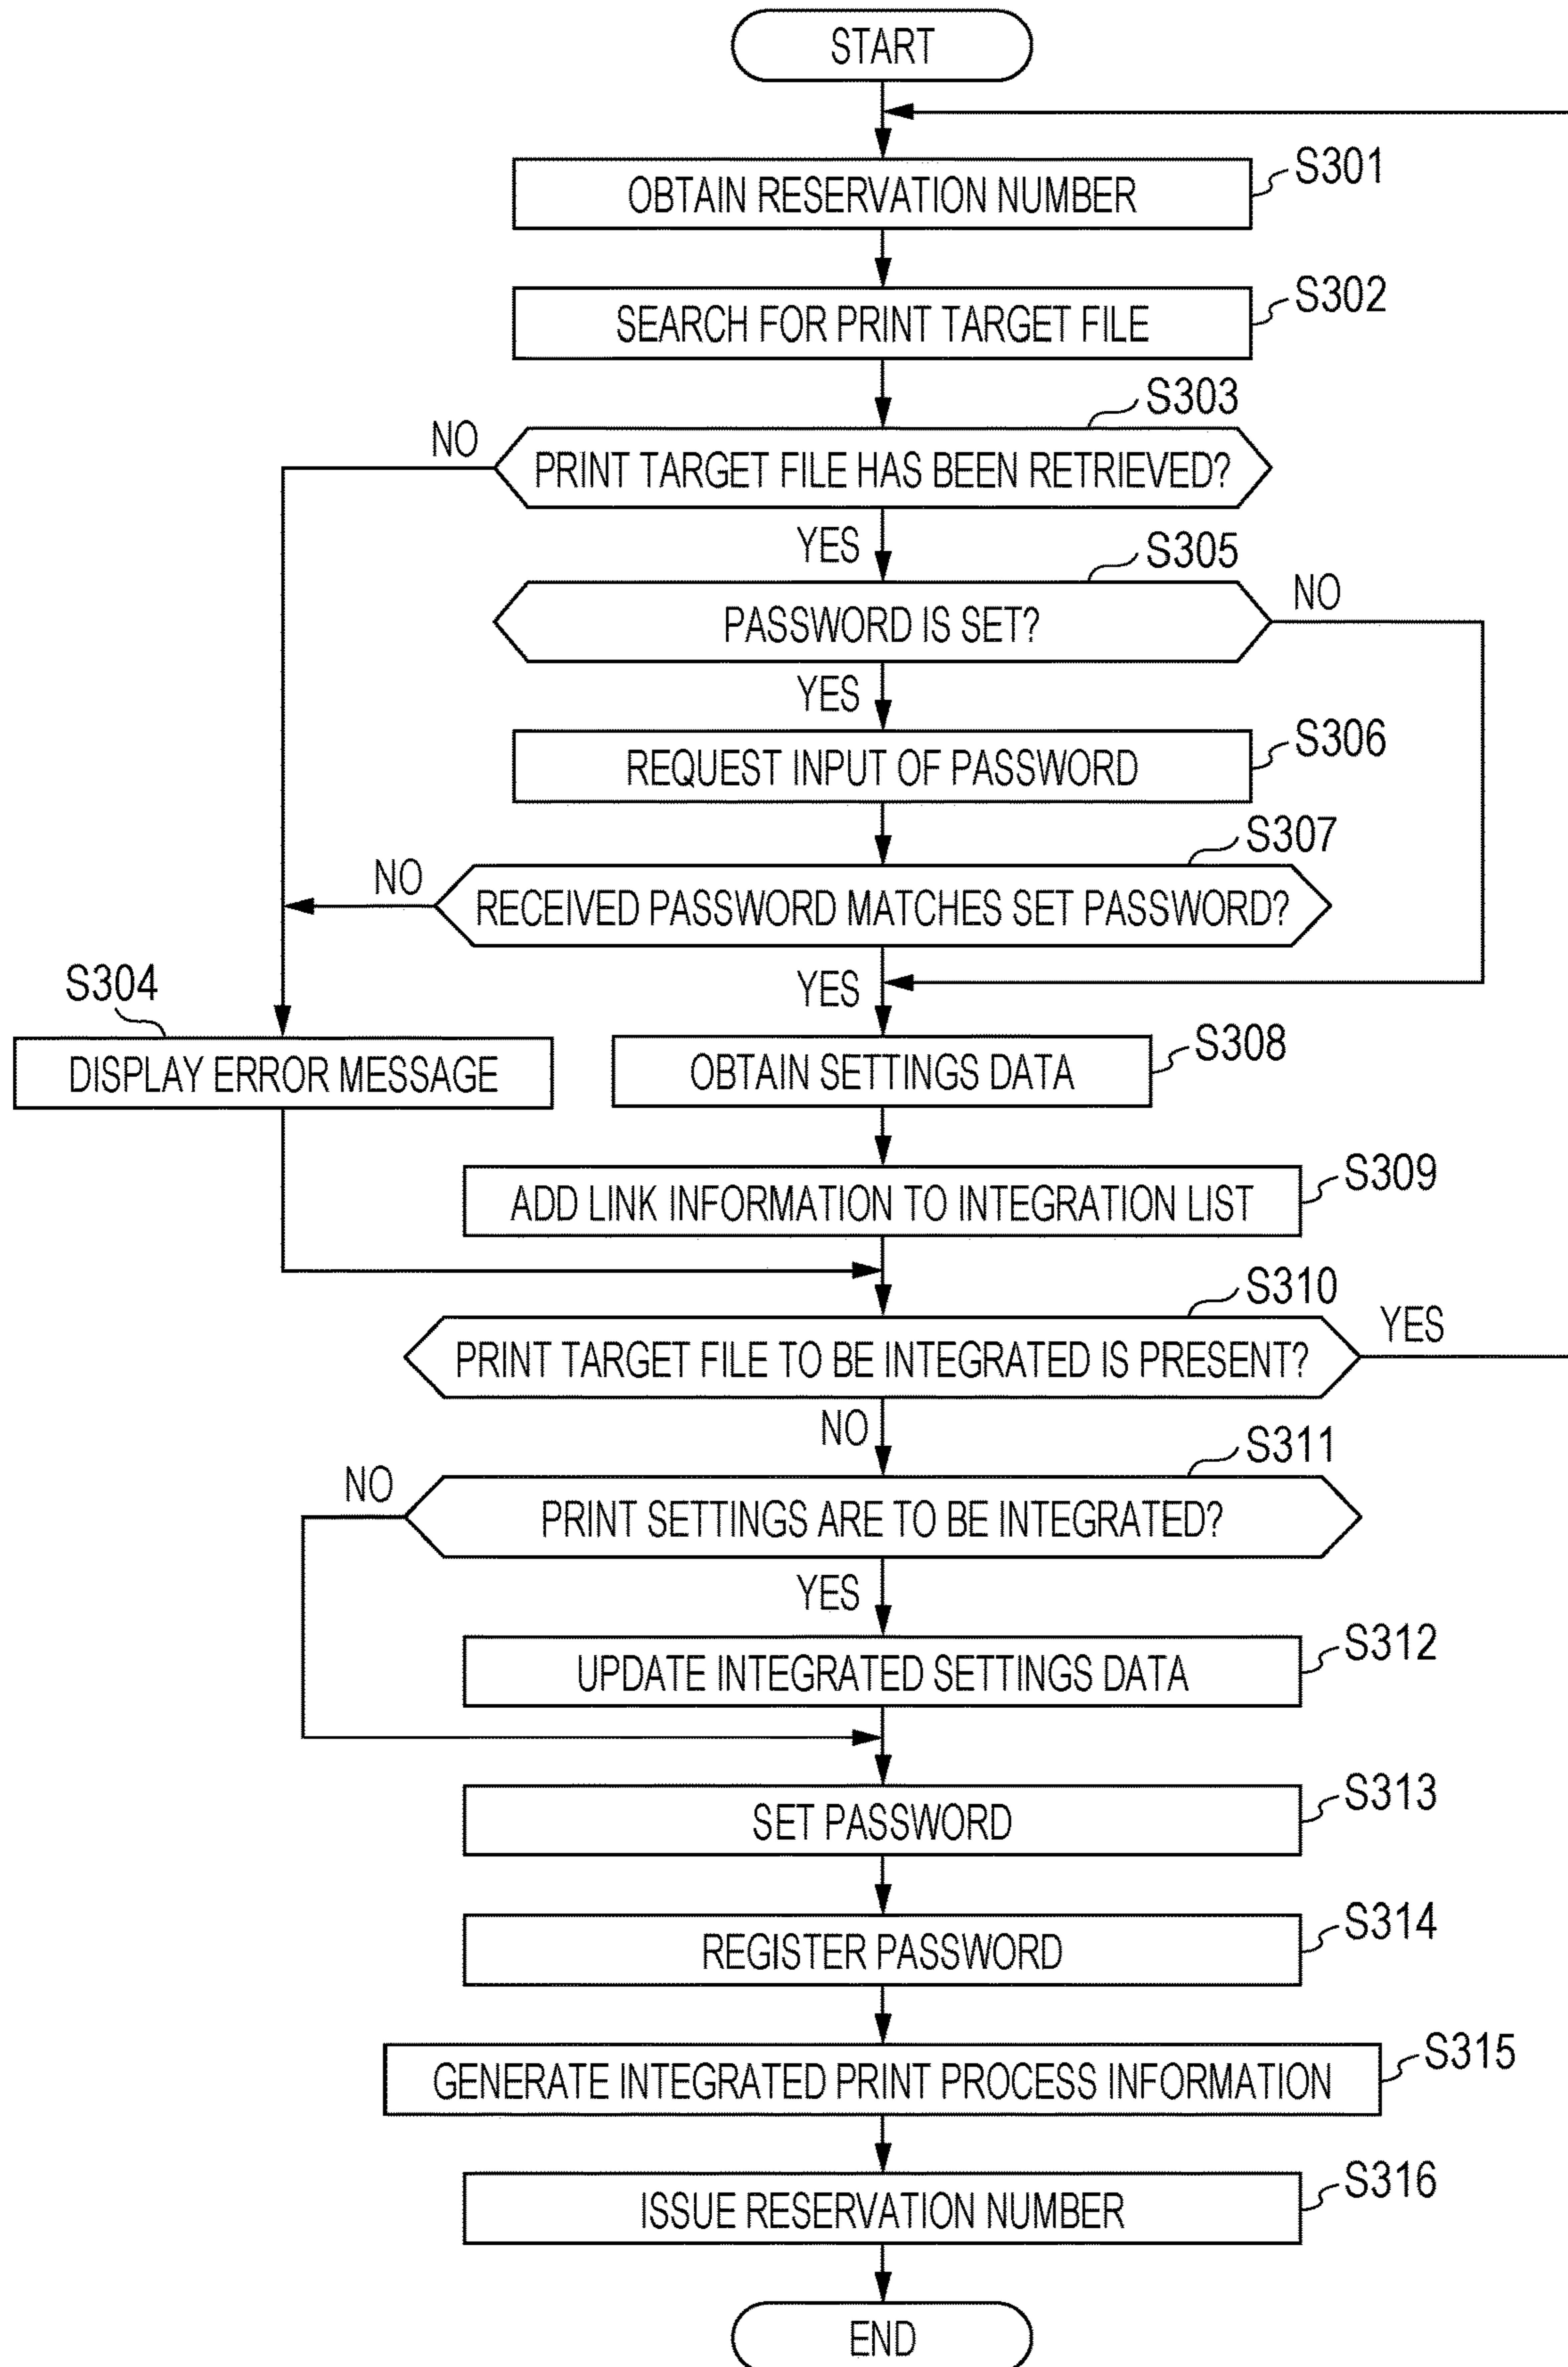 START
OBTAIN RESERVATION NUMBER
S301
SEARCH FOR PRINT TARGET FILE
S302
S303
NO
PRINT TARGET FILE HAS BEEN RETRIEVED?
YES
S305
NO
PASSWORD IS SET?
YES
S306
REQUEST INPUT OF PASSWORD
S307
NO
RECEIVED PASSWORD MATCHES SET PASSWORD?
YES
S304
DISPLAY ERROR MESSAGE
S308
OBTAIN SETTINGS DATA
S309
ADD LINK INFORMATION TO INTEGRATION LIST
S310
YES
PRINT TARGET FILE TO BE INTEGRATED IS PRESENT?
NO
S311
NO
PRINT SETTINGS ARE TO BE INTEGRATED?
YES
S312
UPDATE INTEGRATED SETTINGS DATA
S313
SET PASSWORD
S314
REGISTER PASSWORD
S315
GENERATE INTEGRATED PRINT PROCESS INFORMATION
S316
ISSUE RESERVATION NUMBER
END